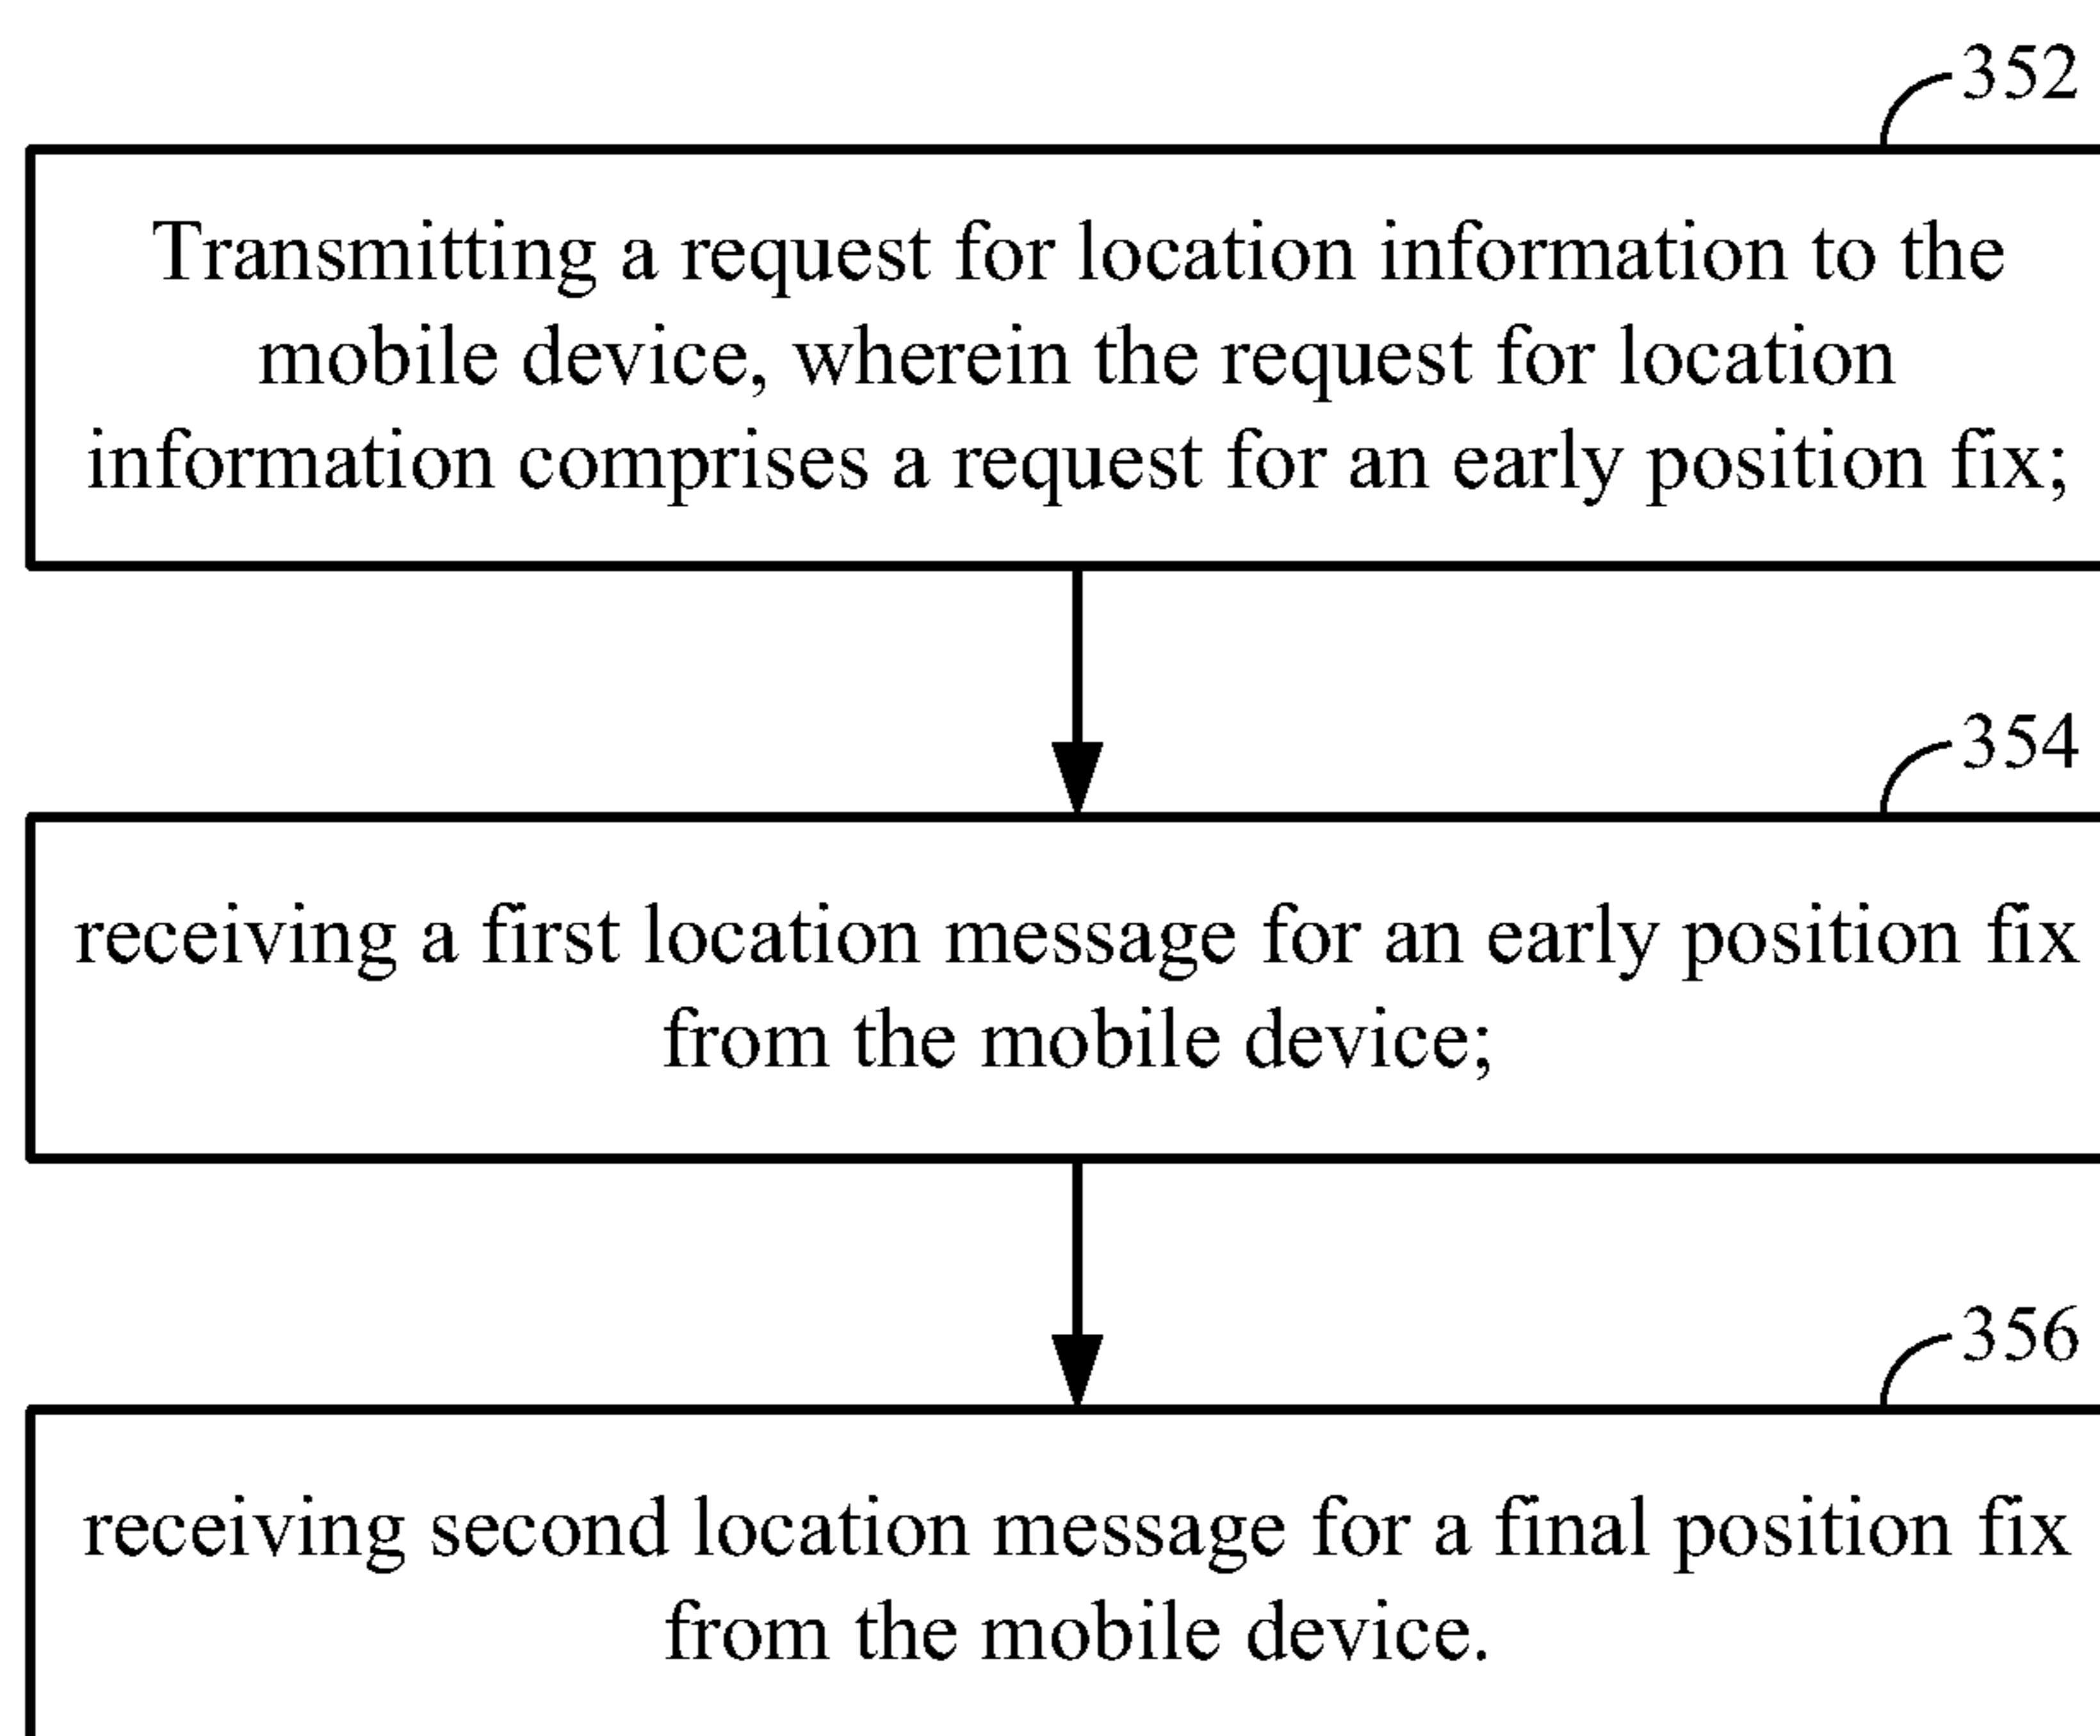 352
Transmitting a request for location information to the
mobile device, wherein the request for location
information comprises a request for an early position fix;
354
receiving a first location message for an early position fix
from the mobile device;
356
receiving second location message for a final position fix
from the mobile device.